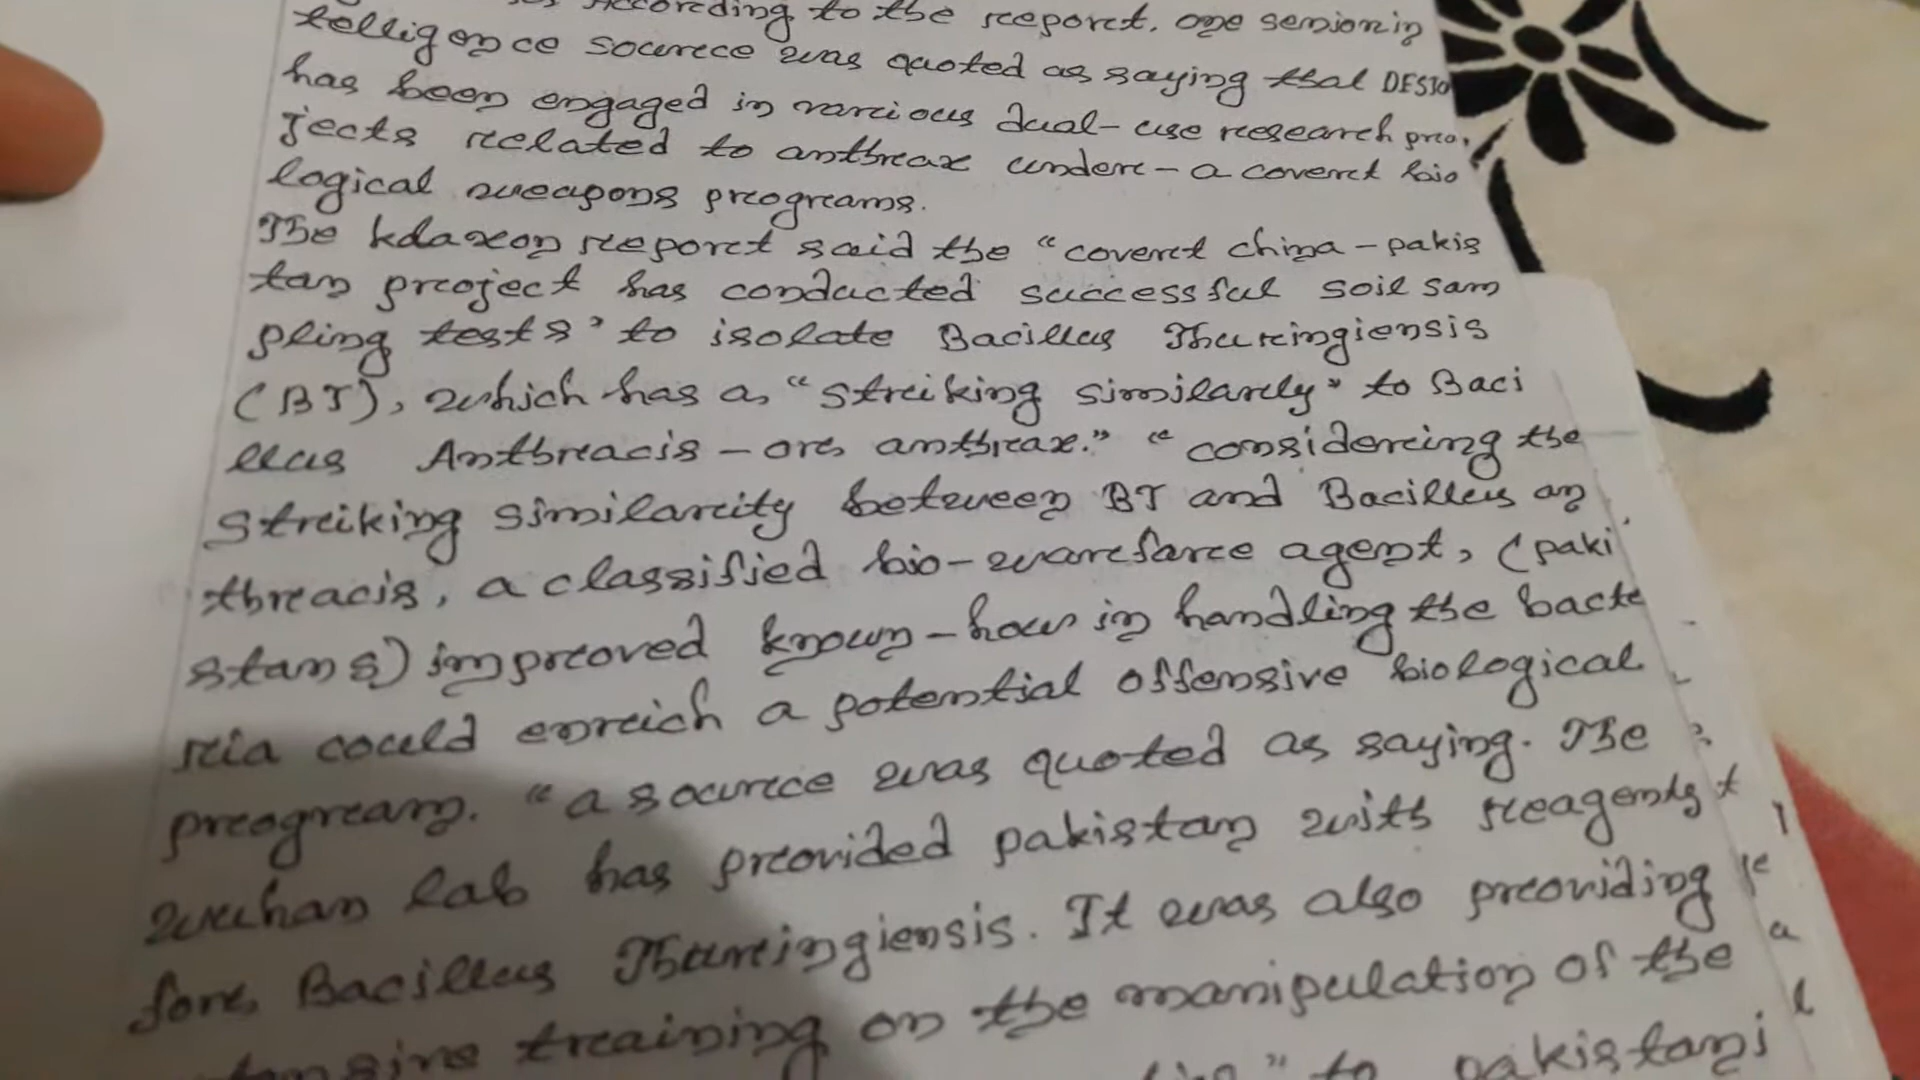 According to the report. one senior in
telligence source was quoted as saying that DESTO
has been engaged in various dual-use research pro.
jects related to anthrax under-a covert bio
logical weapons programs.
The kdaxon report said the "covert china-pakis
tan project has conducted successful soil sam
pling tests" to isolate Bacillus Thuringiensis
(BT), which has a "striking similarly" to Baci
llus Anthracis-or anthrax." "considering the
striking similarity between BT and Bacillus an
thracis, a classified bio-warfare agent, (paki
stans) improved known-how in handling the bacte
ria could enrich a potential offensive biological
program. "a source was quoted as saying. The
wuhan lab has provided pakistan with reagents
for Bacillus Thuringiensis. It was also providing
training on the manipulation of the
" to pakistani